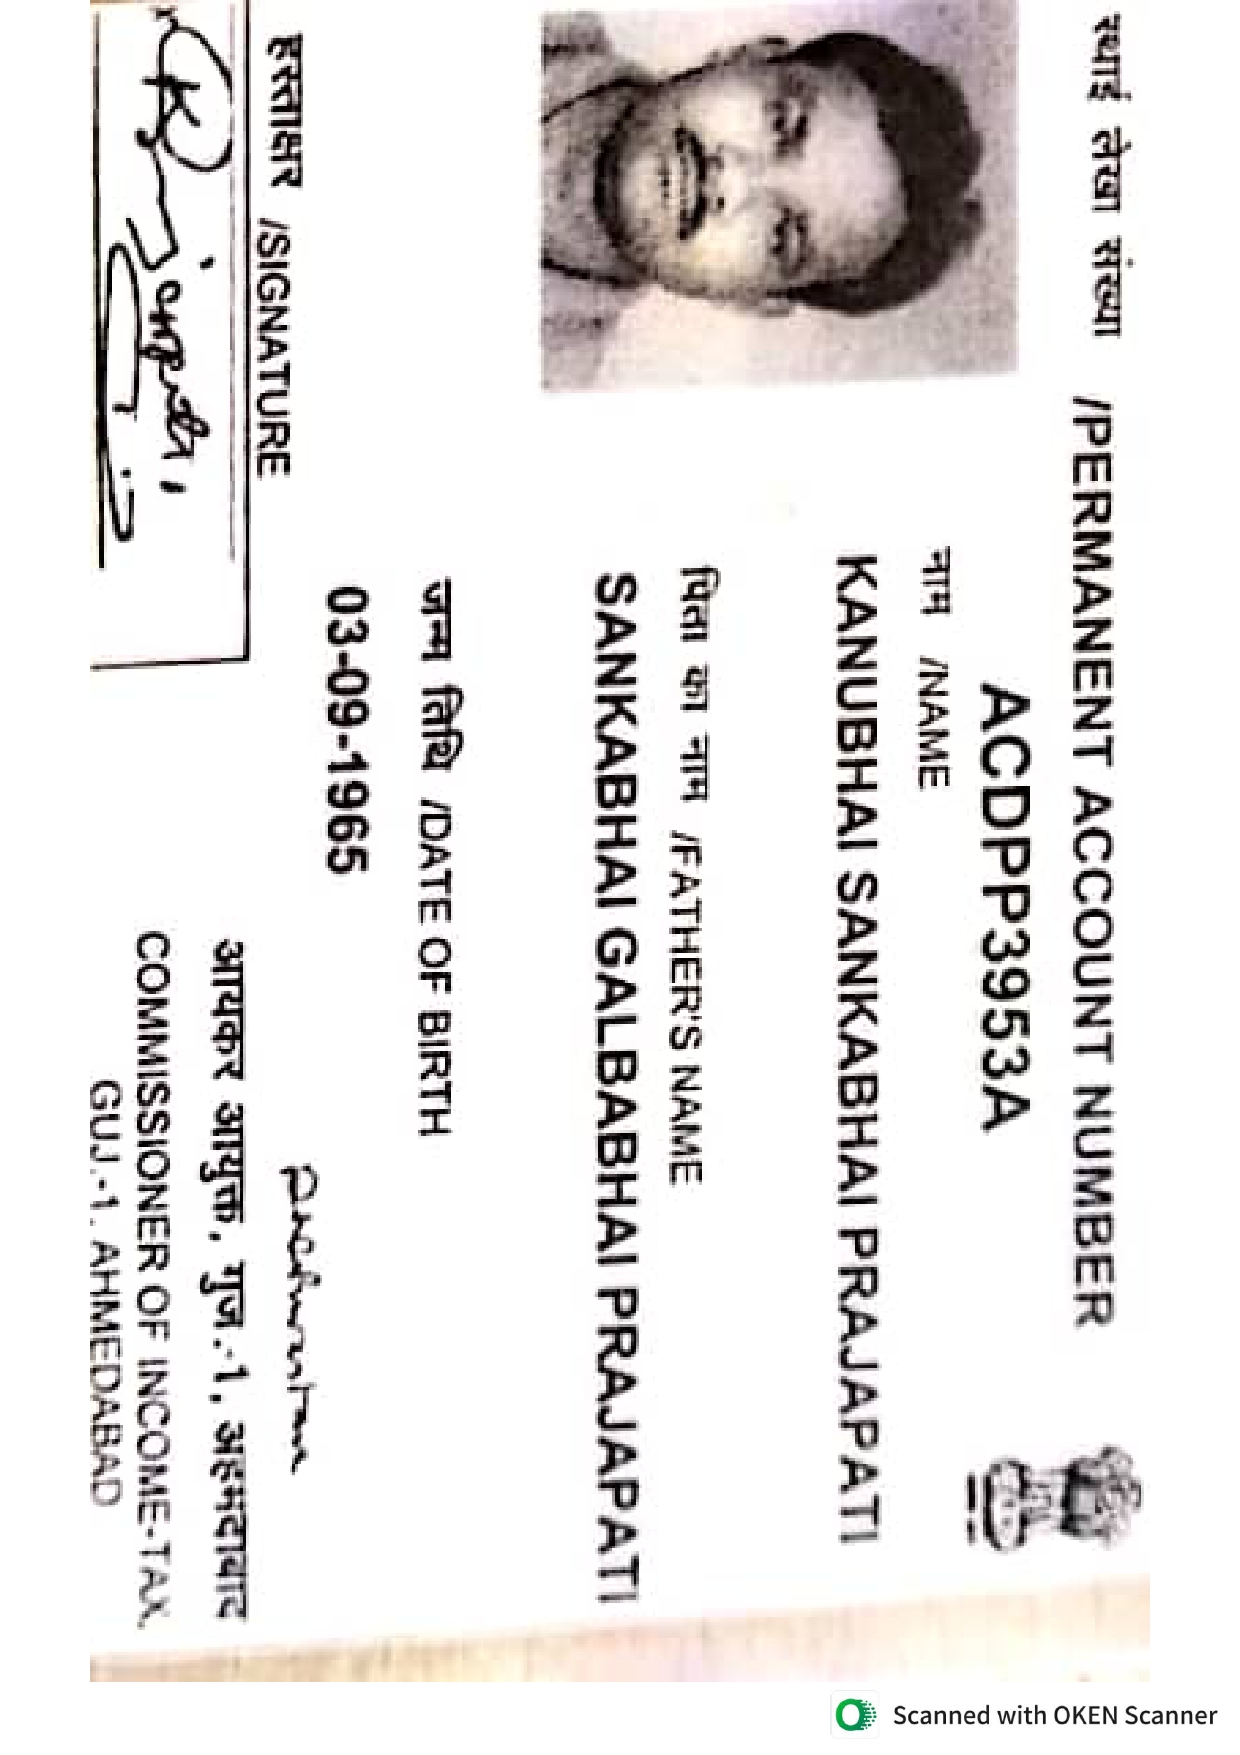 स्थाई लेखा संख्या /PERMANENT ACCOUNT NUMBER
ACDPP3953A
नाम /NAME
KANUBHAI SANKABHAI PRAJAPATI
पिता का नाम /FATHER'S NAME
SANKABHAI GALBABHAI PRAJAPATI
जन्म तिथि /DATE OF BIRTH
03-09-1965
हस्ताक्षर /SIGNATURE
आयकर आयुक्त, गुज.-1, अहमदाबाद
COMMISSIONER OF INCOME-TAX,
GUJ.-1, AHMEDABAD
Scanned with OKEN Scanner